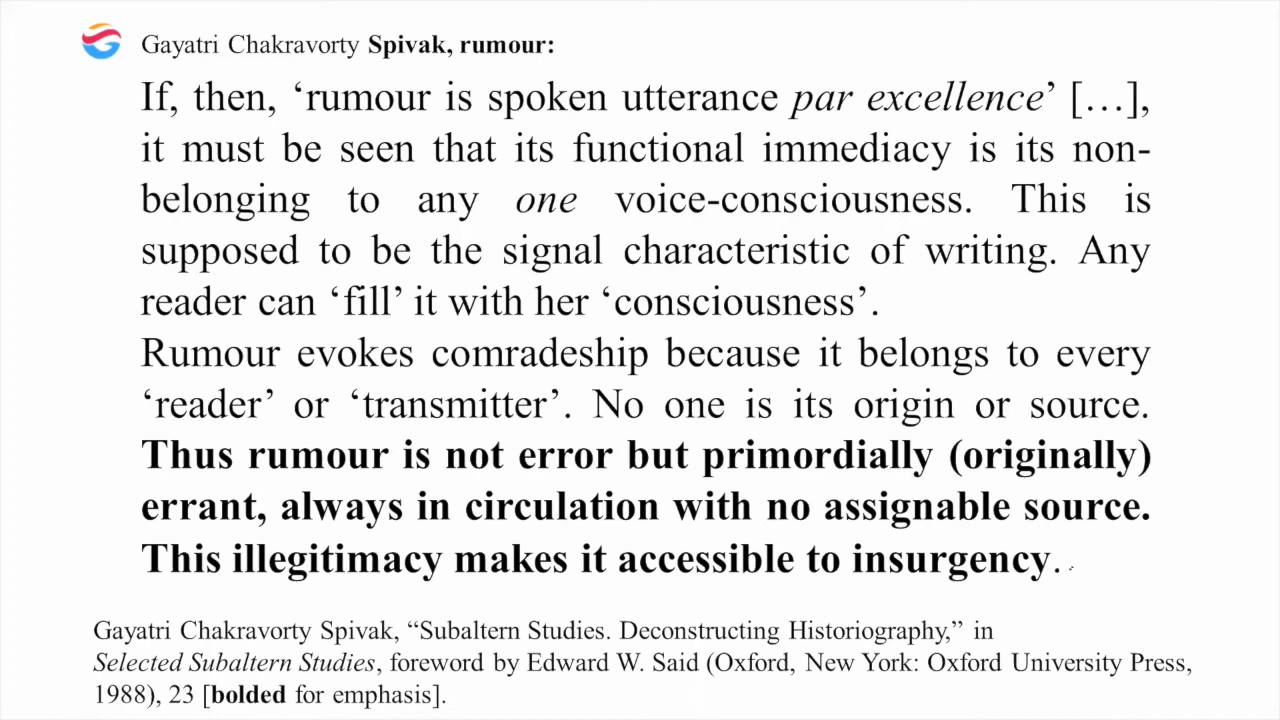 Gayatri Chakravorty Spivak, rumour:
If, then, ‘rumour is spoken utterance par excellence’ […],
it must be seen that its functional immediacy is its non-
belonging to any one voice-consciousness. This is
supposed to be the signal characteristic of writing. Any
reader can ‘fill’ it with her ‘consciousness’.
Rumour evokes comradeship because it belongs to every
‘reader’ or ‘transmitter’. No one is its origin or source.
Thus rumour is not error but primordially (originally)
errant, always in circulation with no assignable source.
This illegitimacy makes it accessible to insurgency.
Gayatri Chakravorty Spivak, “Subaltern Studies. Deconstructing Historiography,” in
Selected Subaltern Studies, foreword by Edward W. Said (Oxford, New York: Oxford University Press,
1988), 23 [bolded for emphasis].